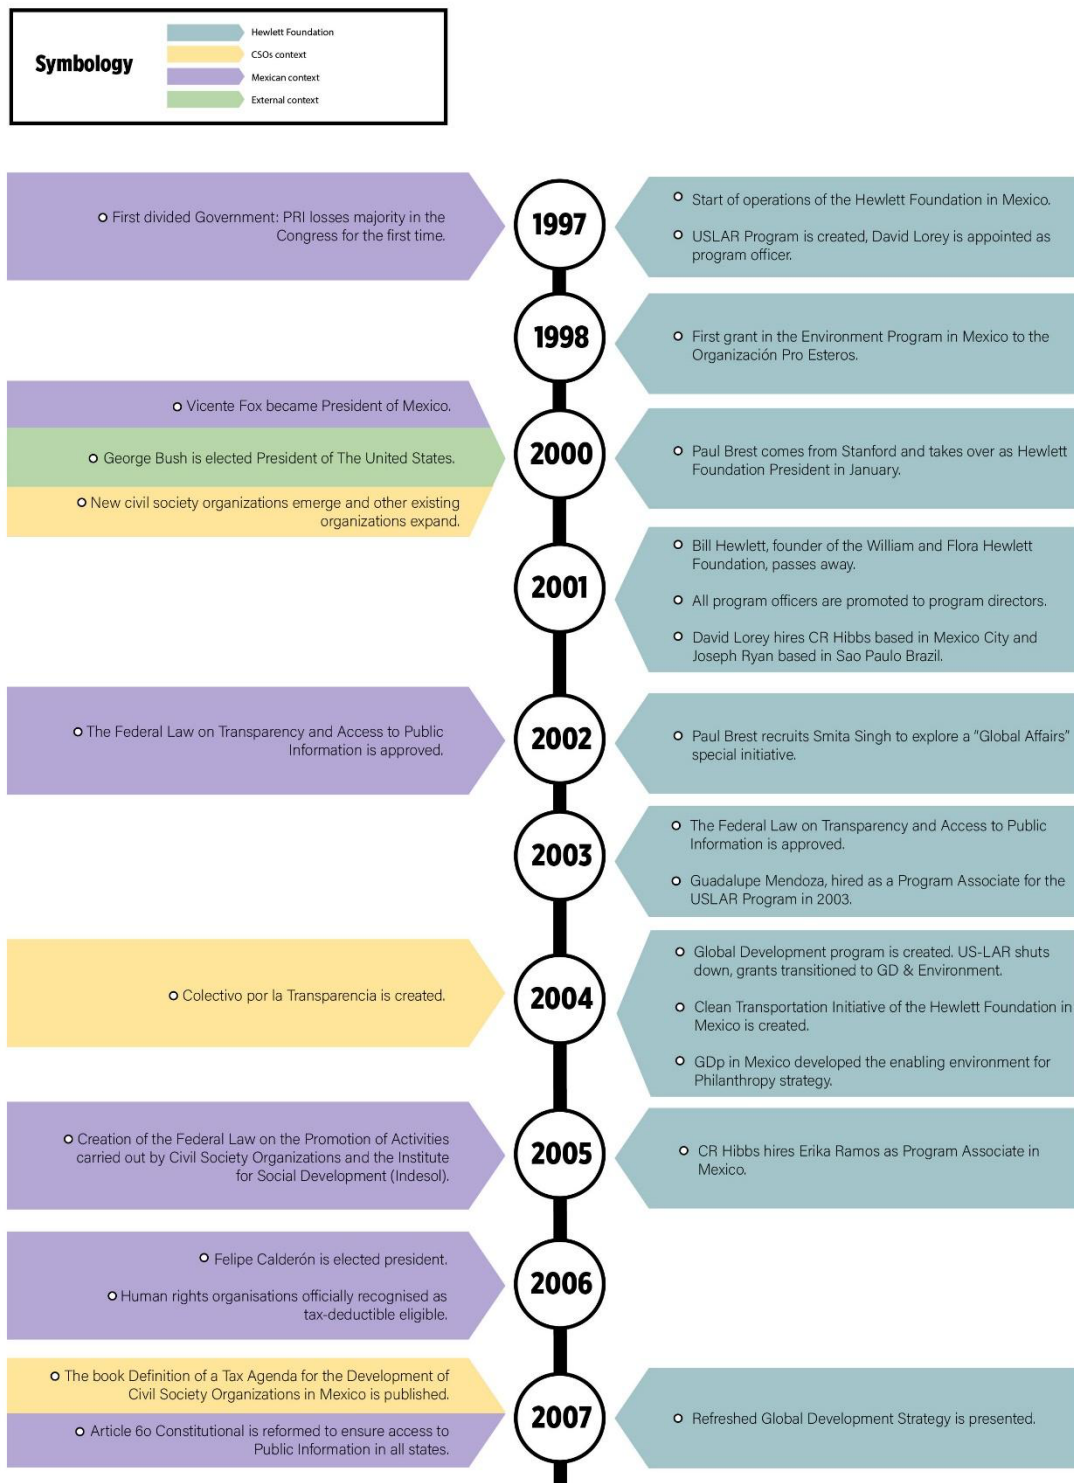 Symbology
Hewlett Foundation
CSOs context
Mexican context
External context
First divided Government: PRI losses majority in the
Congress for the first time.
1997
Start of operations of the Hewlett Foundation in Mexico.
USLAR Program is created, David Lorey is appointed as
program officer.
1998
First grant in the Environment Program in Mexico to the
Organización Pro Esteros.
Vicente Fox became President of Mexico.
George Bush is elected President of The United States.
New civil society organizations emerge and other existing
organizations expand.
2000
Paul Brest comes from Stanford and takes over as Hewlett
Foundation President in January.
2001
Bill Hewlett, founder of the William and Flora Hewlett
Foundation, passes away.
All program officers are promoted to program directors.
David Lorey hires CR Hibbs based in Mexico City and
Joseph Ryan based in Sao Paulo Brazil.
The Federal Law on Transparency and Access to Public
Information is approved.
2002
Paul Brest recruits Smita Singh to explore a "Global Affairs"
special initiative.
2003
The Federal Law on Transparency and Access to Public
Information is approved.
Guadalupe Mendoza, hired as a Program Associate for the
USLAR Program in 2003.
Colectivo por la Transparencia is created.
2004
Global Development program is created. US-LAR shuts
down, grants transitioned to GD & Environment.
Clean Transportation Initiative of the Hewlett Foundation in
Mexico is created.
GDp in Mexico developed the enabling environment for
Philanthropy strategy.
Creation of the Federal Law on the Promotion of Activities
carried out by Civil Society Organizations and the Institute
for Social Development (Indesol).
2005
CR Hibbs hires Erika Ramos as Program Associate in
Mexico.
Felipe Calderón is elected president.
Human rights organisations officially recognised as
tax-deductible eligible.
2006
The book Definition of a Tax Agenda for the Development of
Civil Society Organizations in Mexico is published.
Article 6o Constitutional is reformed to ensure access to
Public Information in all states.
2007
Refreshed Global Development Strategy is presented.